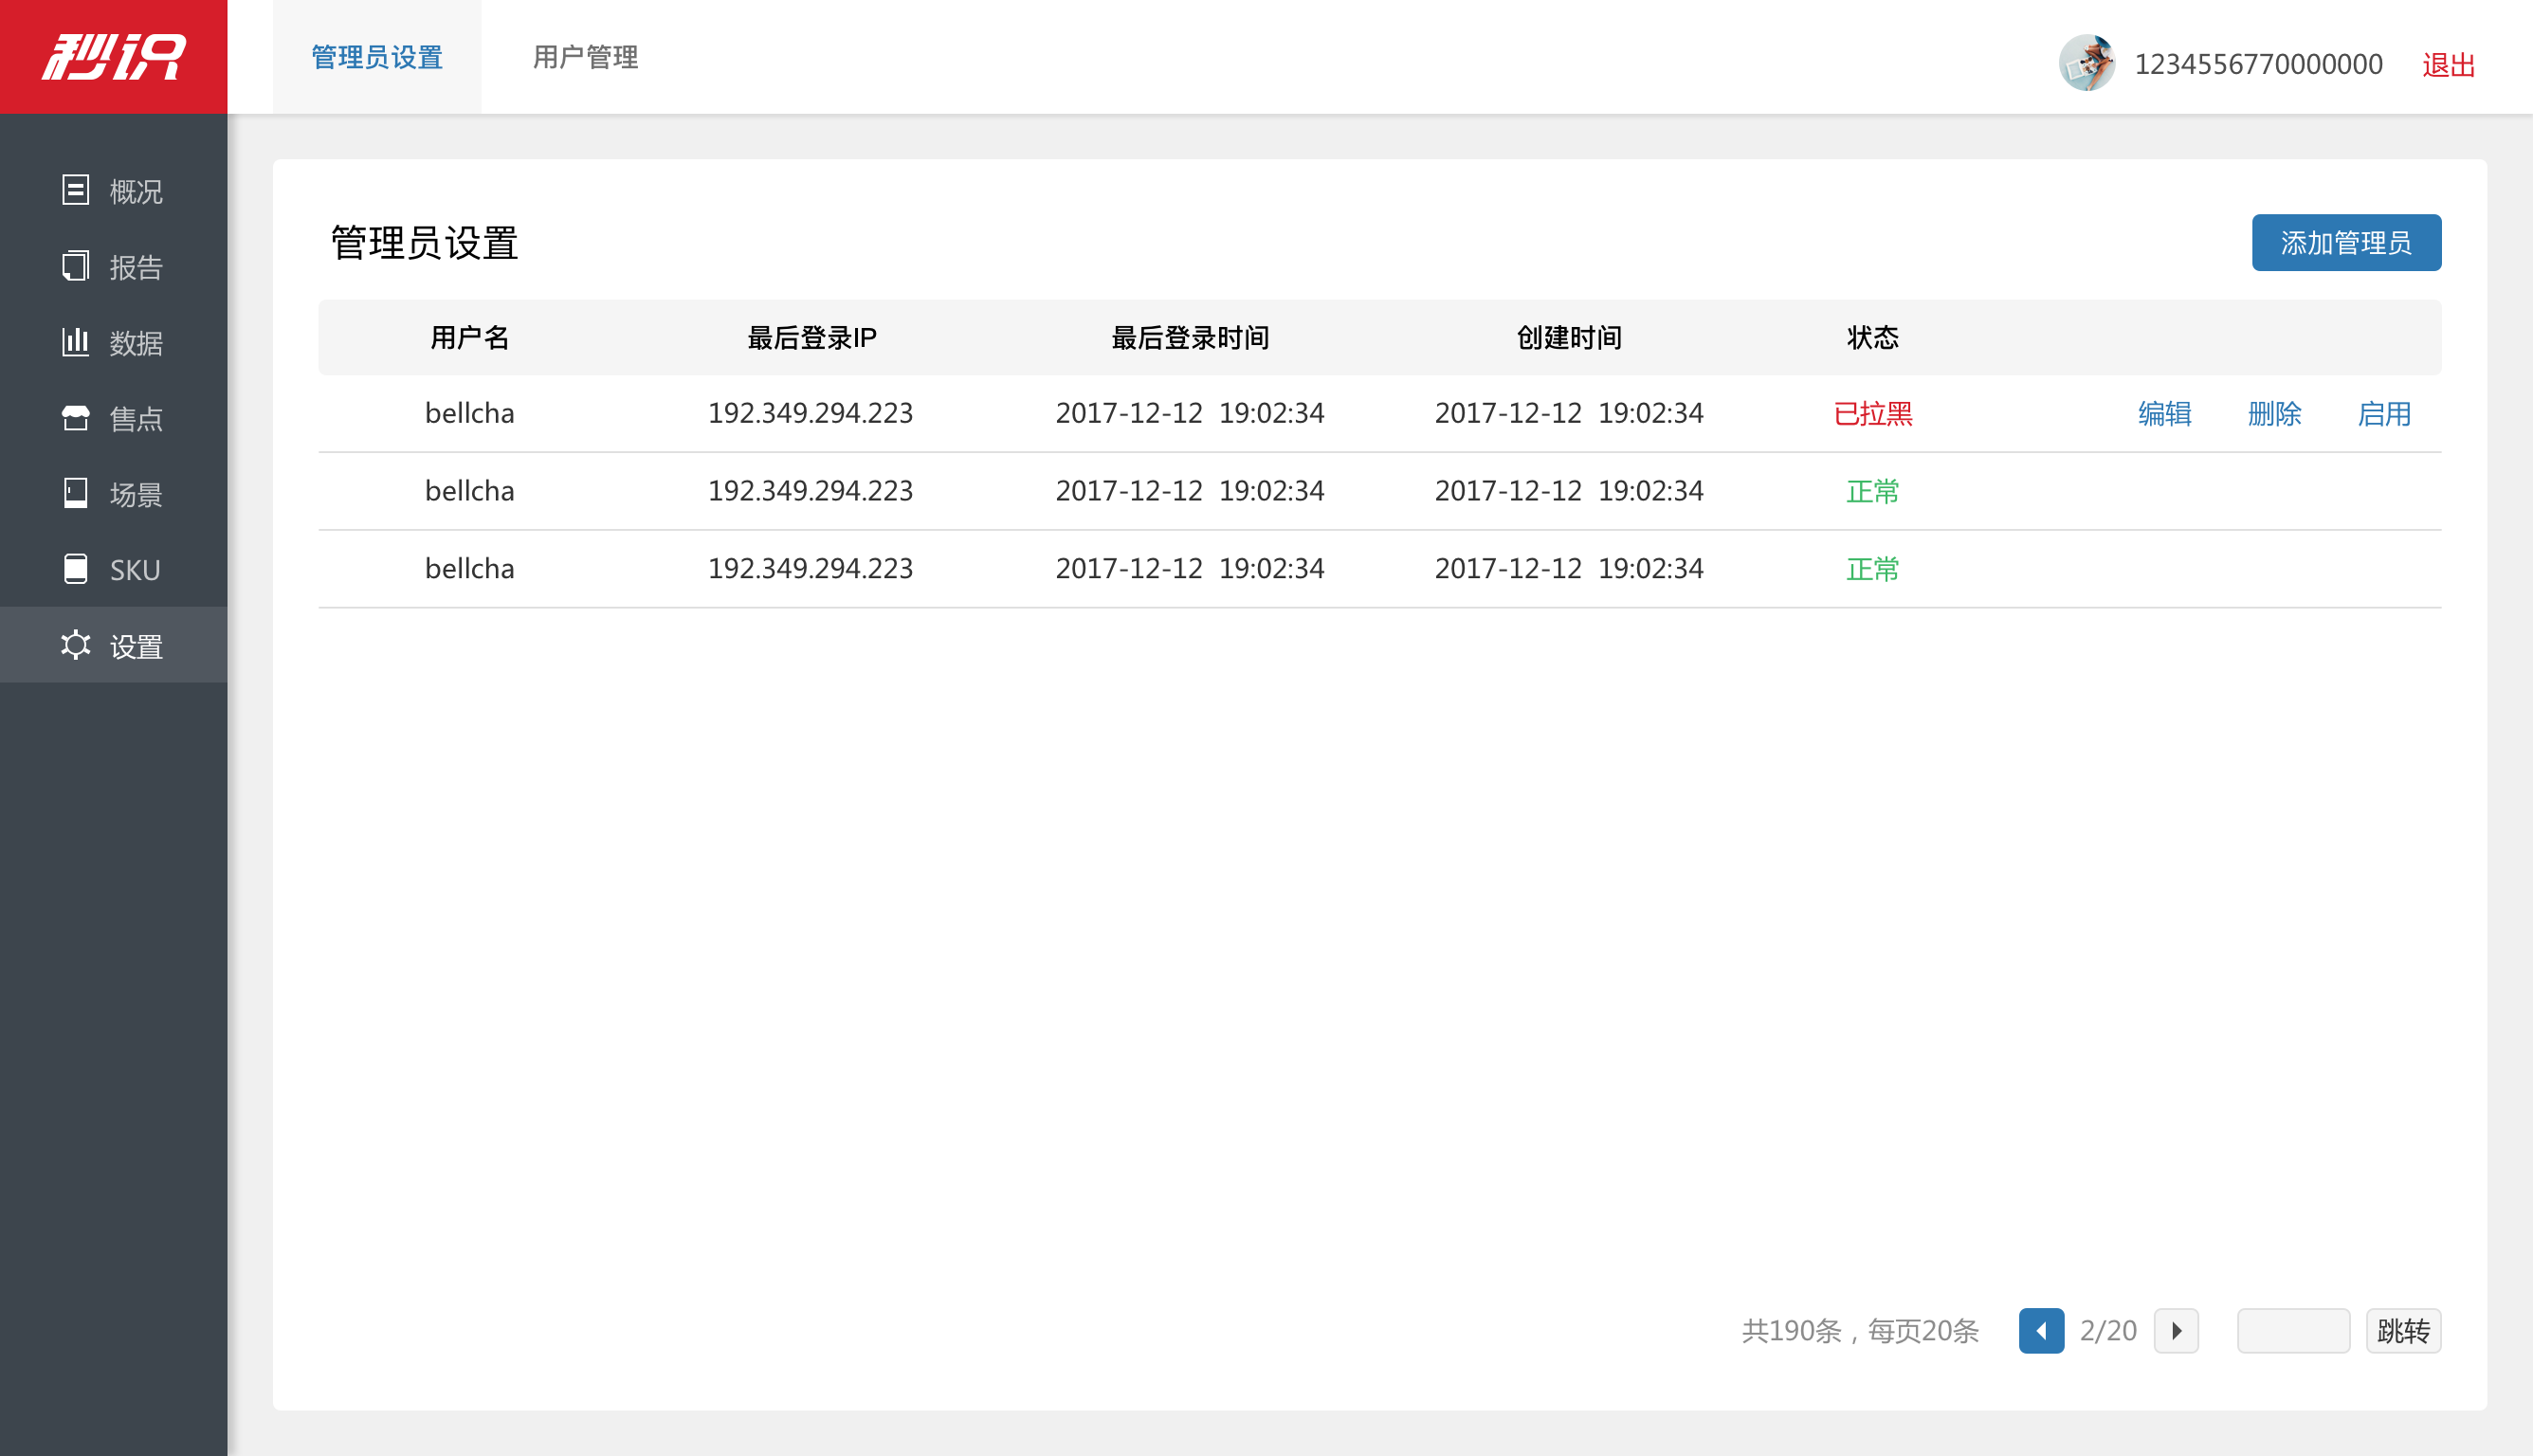 秒识
管理员设置 用户管理 1234556770000000 退出
概况
报告
数据
售点
场景
SKU
设置
管理员设置 添加管理员
用户名 最后登录IP 最后登录时间 创建时间 状态
bellcha 192.349.294.223 2017-12-12 19:02:34 2017-12-12 19:02:34 已拉黑 编辑 删除 启用
bellcha 192.349.294.223 2017-12-12 19:02:34 2017-12-12 19:02:34 正常
bellcha 192.349.294.223 2017-12-12 19:02:34 2017-12-12 19:02:34 正常
共190条，每页20条 2/20 跳转